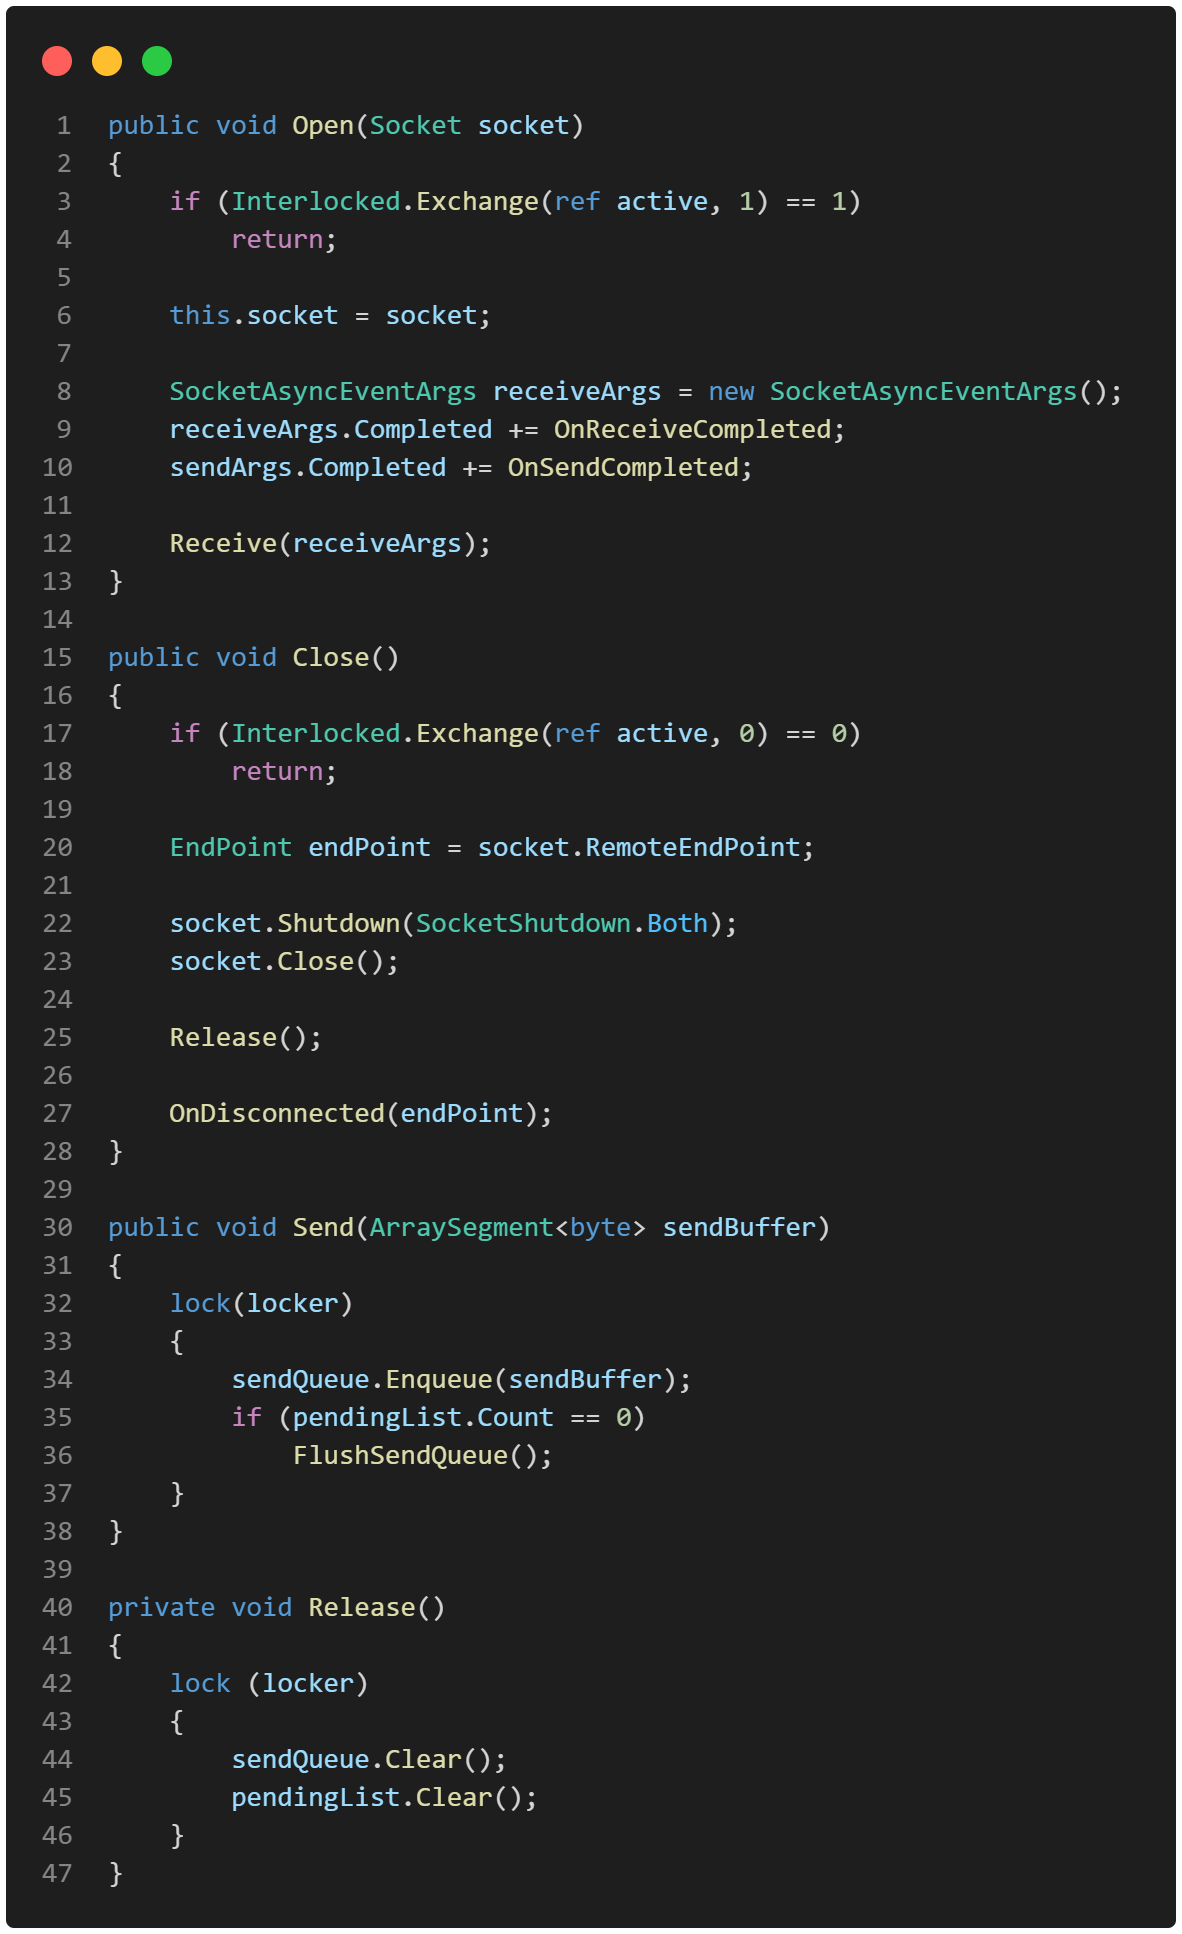 1 public void Open(Socket socket)
2 {
3     if (Interlocked.Exchange(ref active, 1) == 1)
4         return;
5
6     this.socket = socket;
7
8     SocketAsyncEventArgs receiveArgs = new SocketAsyncEventArgs();
9     receiveArgs.Completed += OnReceiveCompleted;
10     sendArgs.Completed += OnSendCompleted;
11
12     Receive(receiveArgs);
13 }
14
15 public void Close()
16 {
17     if (Interlocked.Exchange(ref active, 0) == 0)
18         return;
19
20     EndPoint endPoint = socket.RemoteEndPoint;
21
22     socket.Shutdown(SocketShutdown.Both);
23     socket.Close();
24
25     Release();
26
27     OnDisconnected(endPoint);
28 }
29
30 public void Send(ArraySegment<byte> sendBuffer)
31 {
32     lock(locker)
33     {
34         sendQueue.Enqueue(sendBuffer);
35         if (pendingList.Count == 0)
36             FlushSendQueue();
37     }
38 }
39
40 private void Release()
41 {
42     lock (locker)
43     {
44         sendQueue.Clear();
45         pendingList.Clear();
46     }
47 }